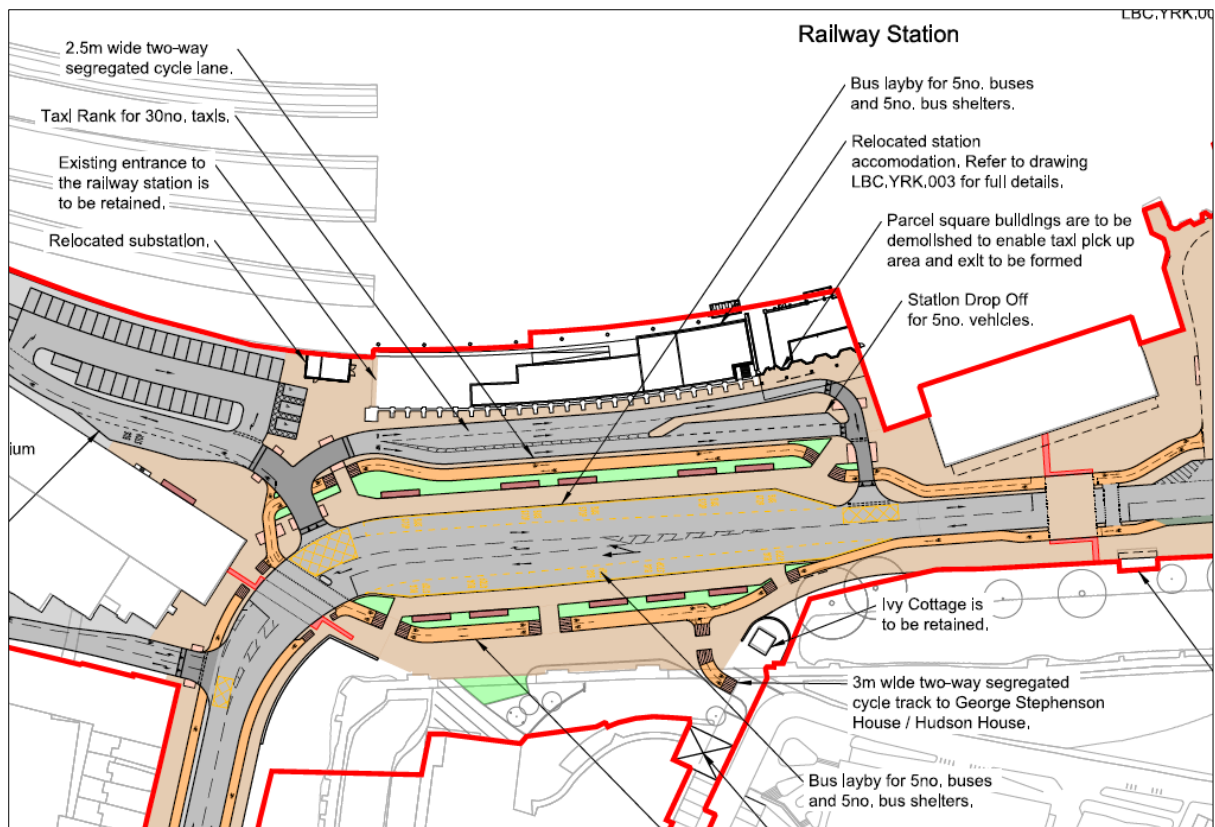 LBC.YRK.00
Railway Station
2.5m wide two-way
segregated cycle lane.
Taxi Rank for 30no. taxis.
Existing entrance to
the railway station is
to be retained.
Relocated substation.
Bus layby for 5no. buses
and 5no. bus shelters.
Relocated station
accomodation. Refer to drawing
LBC.YRK.003 for full details.
Parcel square buildings are to be
demolished to enable taxi pick up
area and exit to be formed
Station Drop Off
for 5no. vehicles.
ium
Ivy Cottage is
to be retained.
3m wide two-way segregated
cycle track to George Stephenson
House / Hudson House.
Bus layby for 5no. buses
and 5no. bus shelters.